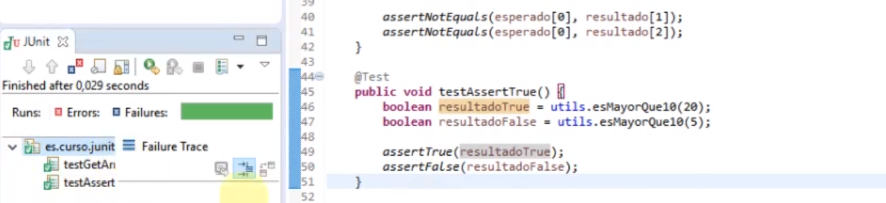 JUnit
Finished after 0,029 seconds
Runs:
Errors:
Failures:
es.curso.junit
Failure Trace
testGetArr
testAssert
40 assertNotEquals(esperado[0], resultado[1]);
41 assertNotEquals(esperado[0], resultado[2]);
42 }
43
44 @Test
45 public void testAssertTrue() {
46 boolean resultadoTrue = utils.esMayorQue10(20);
47 boolean resultadoFalse = utils.esMayorQue10(5);
49 assertTrue(resultadoTrue);
50 assertFalse(resultadoFalse);
51 }
52